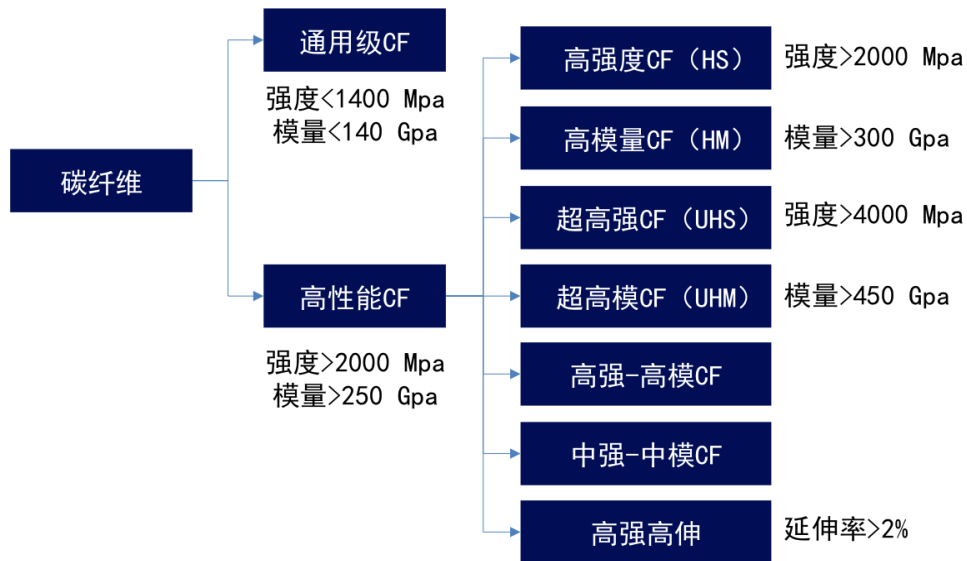 碳纤维
通用级CF
强度<1400 Mpa
模量<140 Gpa
高性能CF
强度>2000 Mpa
模量>250 Gpa
高强度CF（HS）
强度>2000 Mpa
高模量CF（HM）
模量>300 Gpa
超高强CF（UHS）
强度>4000 Mpa
超高模CF（UHM）
模量>450 Gpa
高强-高模CF
中强-中模CF
高强高伸
延伸率>2%